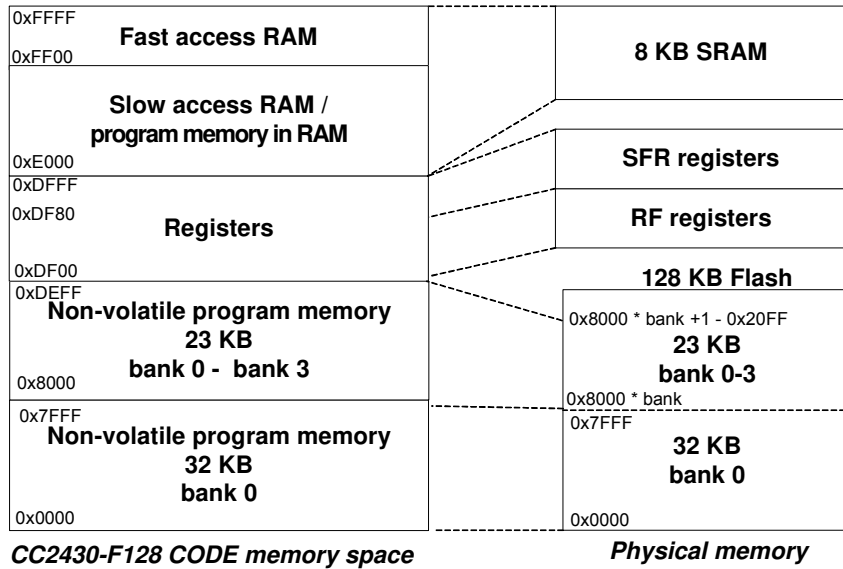 0xFFFF
Fast access RAM
0xFF00
Slow access RAM /
program memory in RAM
0xE000
0xDFFF
0xDF80
Registers
0xDF00
0xDEFF
Non-volatile program memory
23 KB
bank 0 - bank 3
0x8000
0x7FFF
Non-volatile program memory
32 KB
bank 0
0x0000
CC2430-F128 CODE memory space
8 KB SRAM
SFR registers
RF registers
128 KB Flash
0x8000 * bank +1 - 0x20FF
23 KB
bank 0-3
0x8000 * bank
0x7FFF
32 KB
bank 0
0x0000
Physical memory